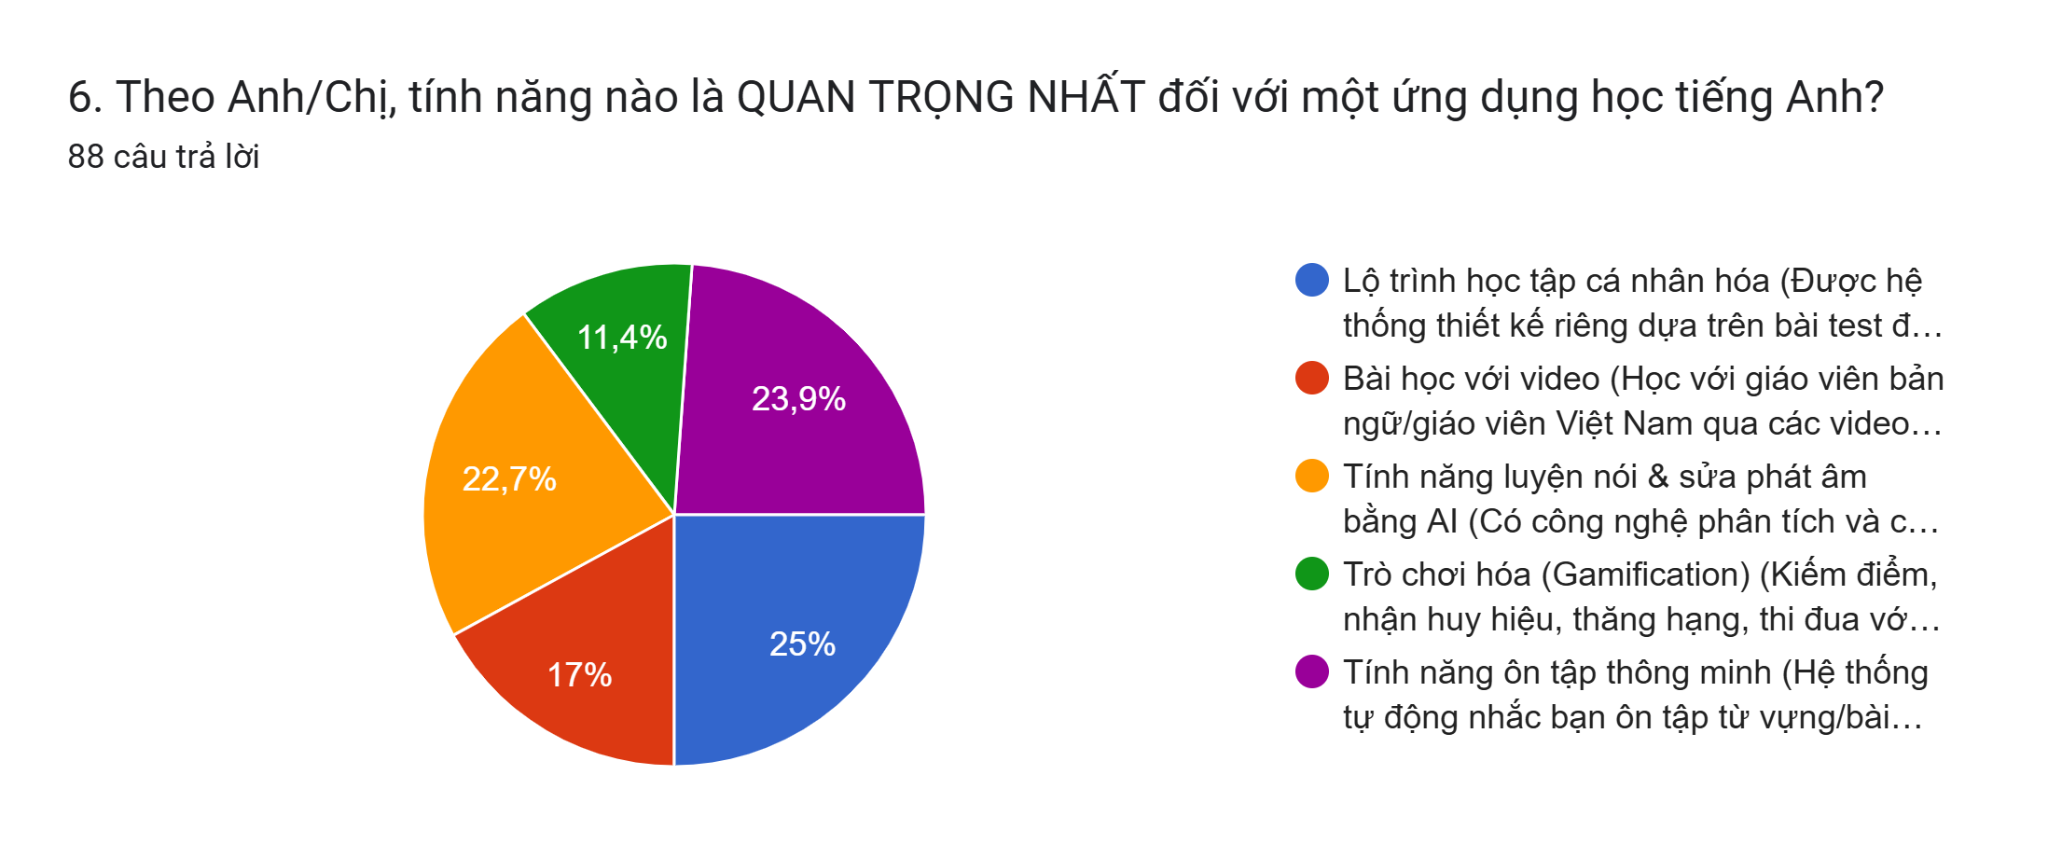 6. Theo Anh/Chị, tính năng nào là QUAN TRỌNG NHẤT đối với một ứng dụng học tiếng Anh?
88 câu trả lời
11,4%
23,9%
22,7%
25%
17%
Lộ trình học tập cá nhân hóa (Được hệ
thống thiết kế riêng dựa trên bài test đ…
Bài học với video (Học với giáo viên bản
ngữ/giáo viên Việt Nam qua các video…
Tính năng luyện nói & sửa phát âm
bằng AI (Có công nghệ phân tích và c…
Trò chơi hóa (Gamification) (Kiếm điểm,
nhận huy hiệu, thăng hạng, thi đua vớ…
Tính năng ôn tập thông minh (Hệ thống
tự động nhắc bạn ôn tập từ vựng/bài…